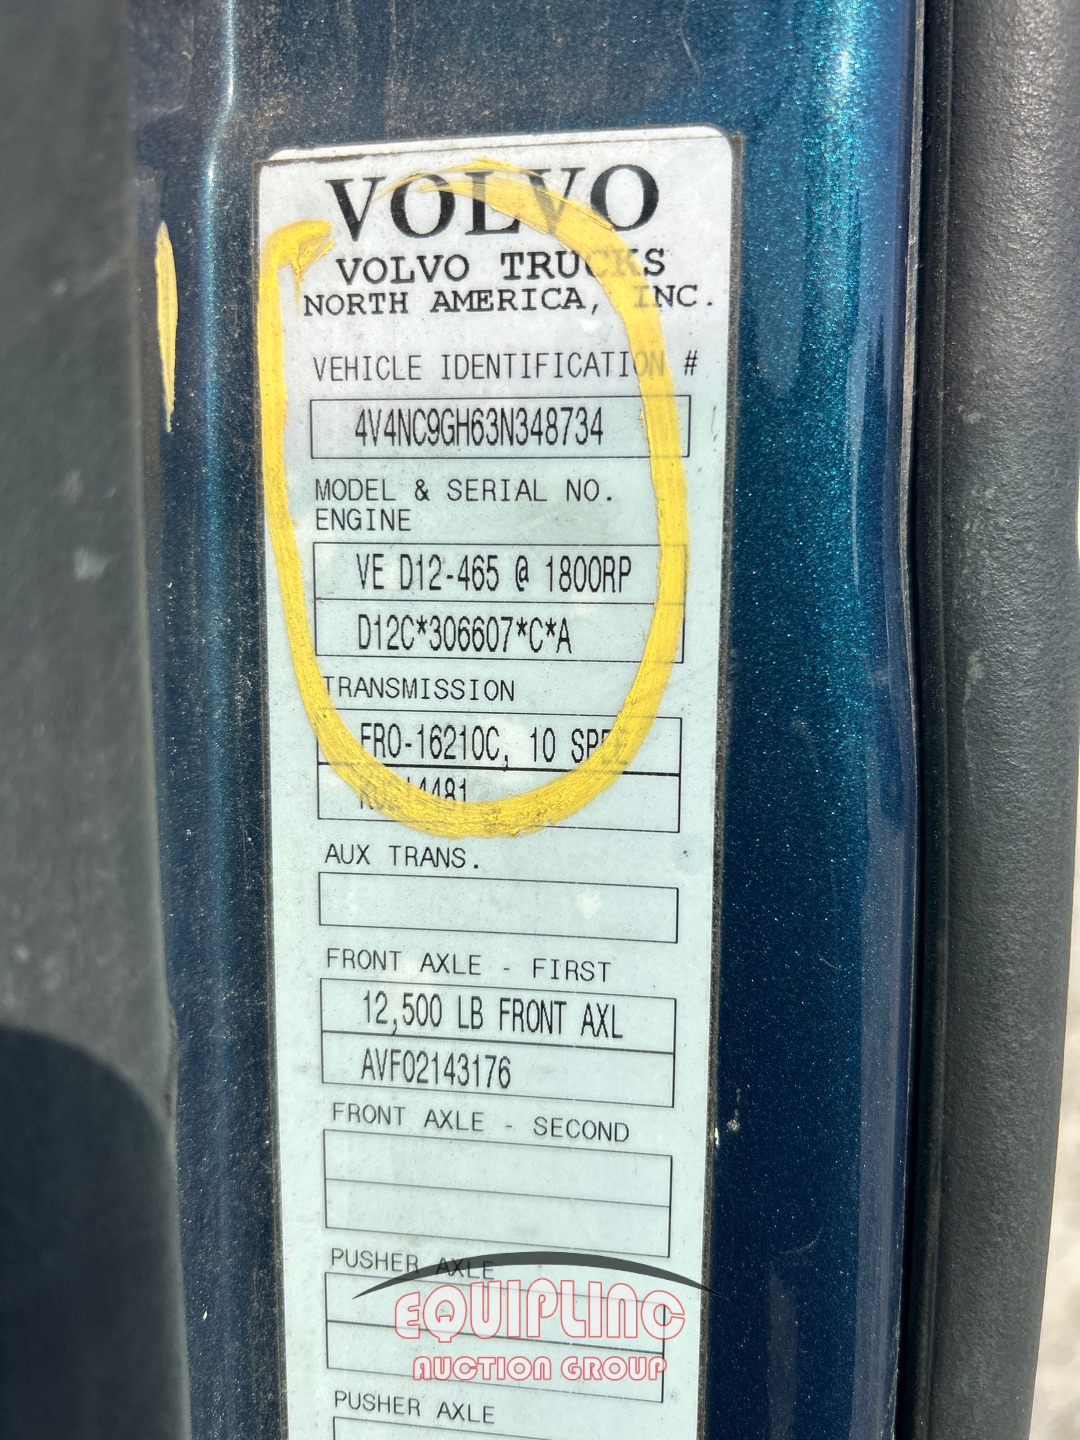 VOLVO
VOLVO TRUCKS
NORTH AMERICA, INC.
VEHICLE IDENTIFICATION #
4V4NC9GH63N348734
MODEL & SERIAL NO.
ENGINE
VE D12-465 @ 1800RP
D12C*306607*C*A
TRANSMISSION
FRO-16210C, 10 SPEE
AUX TRANS.
FRONT AXLE - FIRST
12,500 LB FRONT AXL
AVF02143176
FRONT AXLE - SECOND
PUSHER AXLE
EQUIPLINC
AUCTION GROUP
PUSHER AXLE